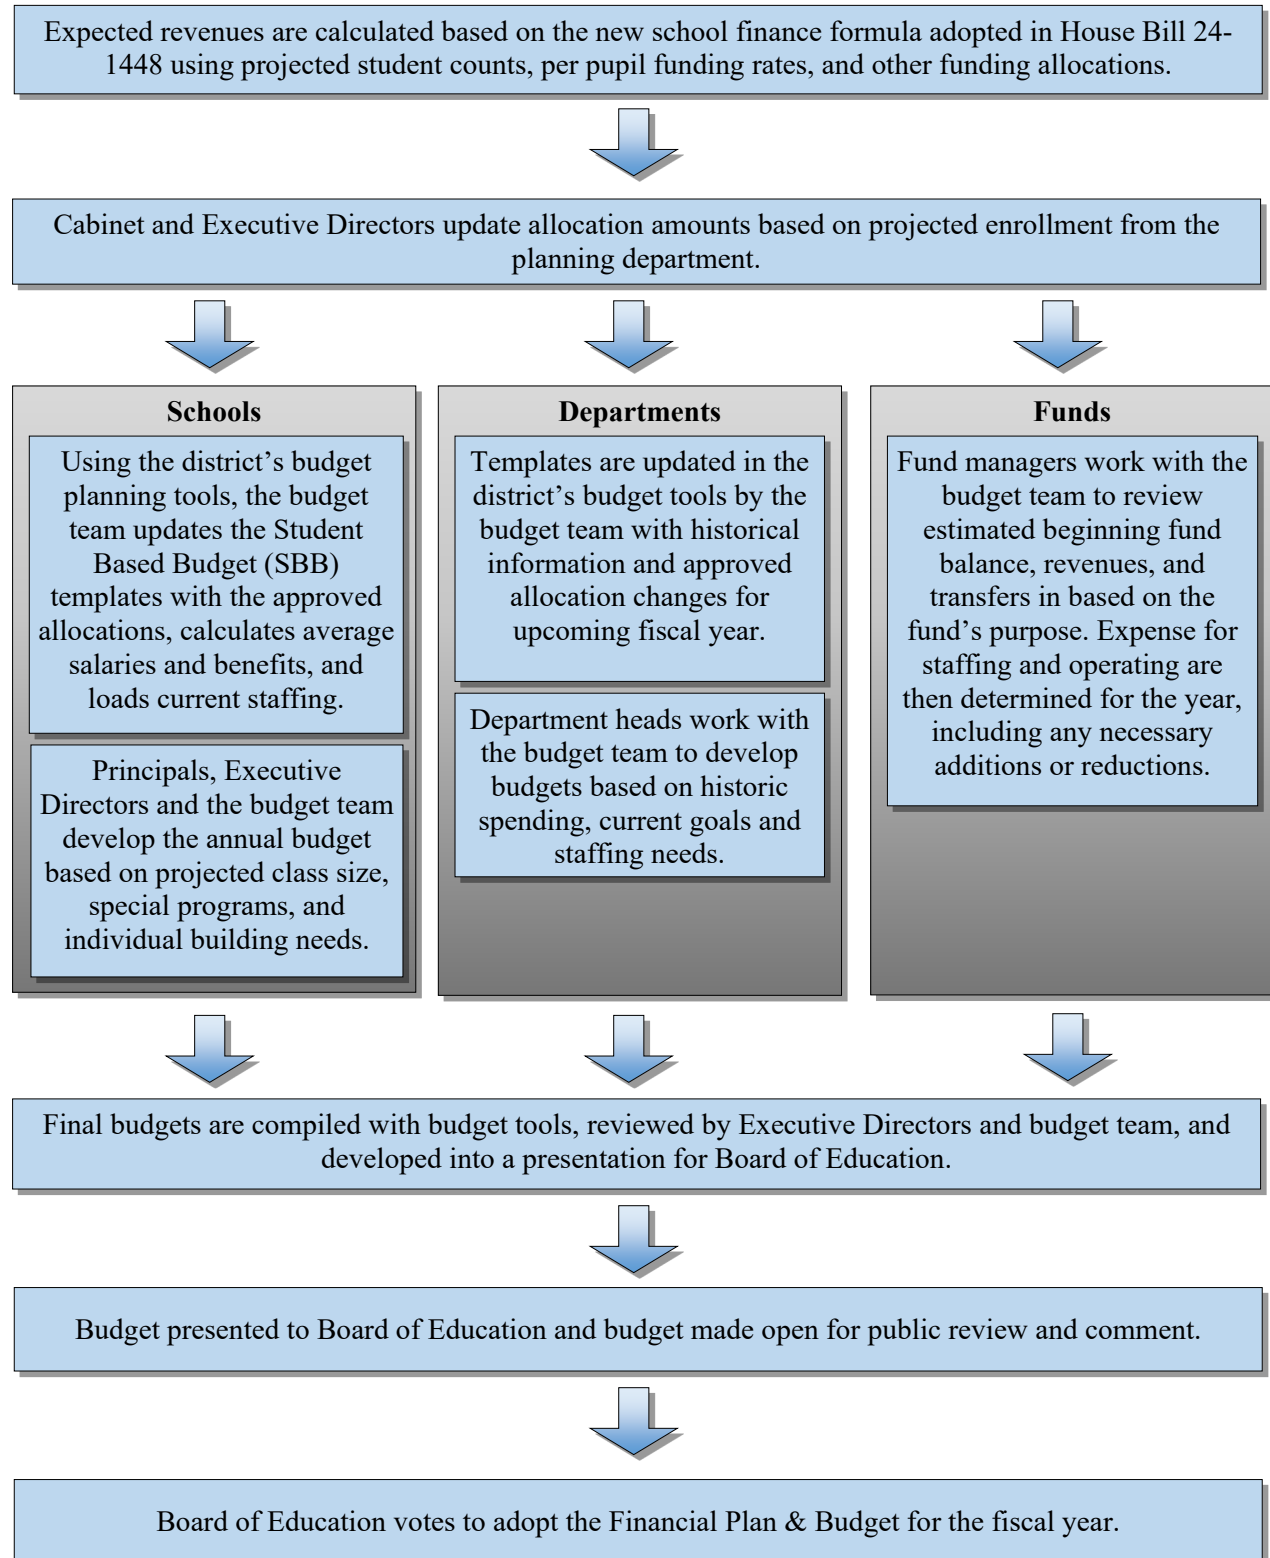 Expected revenues are calculated based on the new school finance formula adopted in House Bill 24-
1448 using projected student counts, per pupil funding rates, and other funding allocations.
Cabinet and Executive Directors update allocation amounts based on projected enrollment from the
planning department.
Schools
Using the district’s budget
planning tools, the budget
team updates the Student
Based Budget (SBB)
templates with the approved
allocations, calculates average
salaries and benefits, and
loads current staffing.
Principals, Executive
Directors and the budget team
develop the annual budget
based on projected class size,
special programs, and
individual building needs.
Departments
Templates are updated in the
district’s budget tools by the
budget team with historical
information and approved
allocation changes for
upcoming fiscal year.
Department heads work with
the budget team to develop
budgets based on historic
spending, current goals and
staffing needs.
Funds
Fund managers work with the
budget team to review
estimated beginning fund
balance, revenues, and
transfers in based on the
fund’s purpose. Expense for
staffing and operating are
then determined for the year,
including any necessary
additions or reductions.
Final budgets are compiled with budget tools, reviewed by Executive Directors and budget team, and
developed into a presentation for Board of Education.
Budget presented to Board of Education and budget made open for public review and comment.
Board of Education votes to adopt the Financial Plan & Budget for the fiscal year.